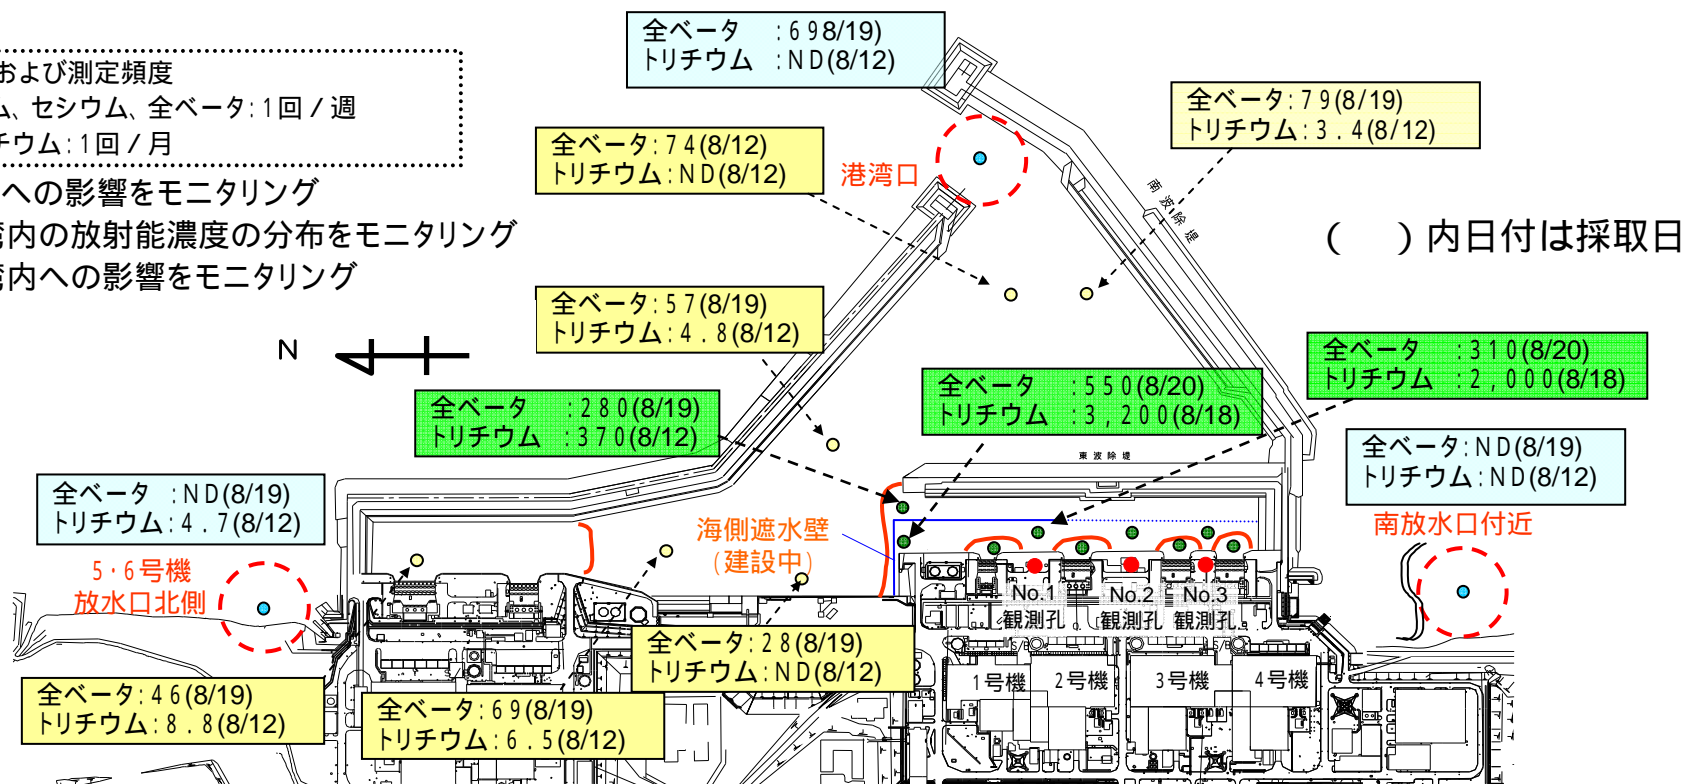 全ベータ :698/19)
トリチウム :ND(8/12)
および測定頻度
ム、セシウム、全ベータ:1回/週
チウム:1回/月
への影響をモニタリング
湾内の放射能濃度の分布をモニタリング
湾内への影響をモニタリング
全ベータ:79(8/19)
トリチウム:3.4(8/12)
全ベータ:74(8/12)
トリチウム:ND(8/12)
港湾口
南波除堤
( )内日付は採取日
全ベータ:57(8/19)
トリチウム:4.8(8/12)
N
全ベータ :310(8/20)
トリチウム :2,000(8/18)
全ベータ :550(8/20)
トリチウム :3,200(8/18)
全ベータ :280(8/19)
トリチウム :370(8/12)
全ベータ:ND(8/19)
トリチウム:ND(8/12)
東波除堤
全ベータ :ND(8/19)
トリチウム:4.7(8/12)
南放水口付近
海側遮水壁
(建設中)
5・6号機
放水口北側
No.1
観測孔
No.2
観測孔
No.3
観測孔
全ベータ:28(8/19)
トリチウム:ND(8/12)
1号機
2号機
3号機
4号機
全ベータ:46(8/19)
トリチウム:8.8(8/12)
全ベータ:69(8/19)
トリチウム:6.5(8/12)